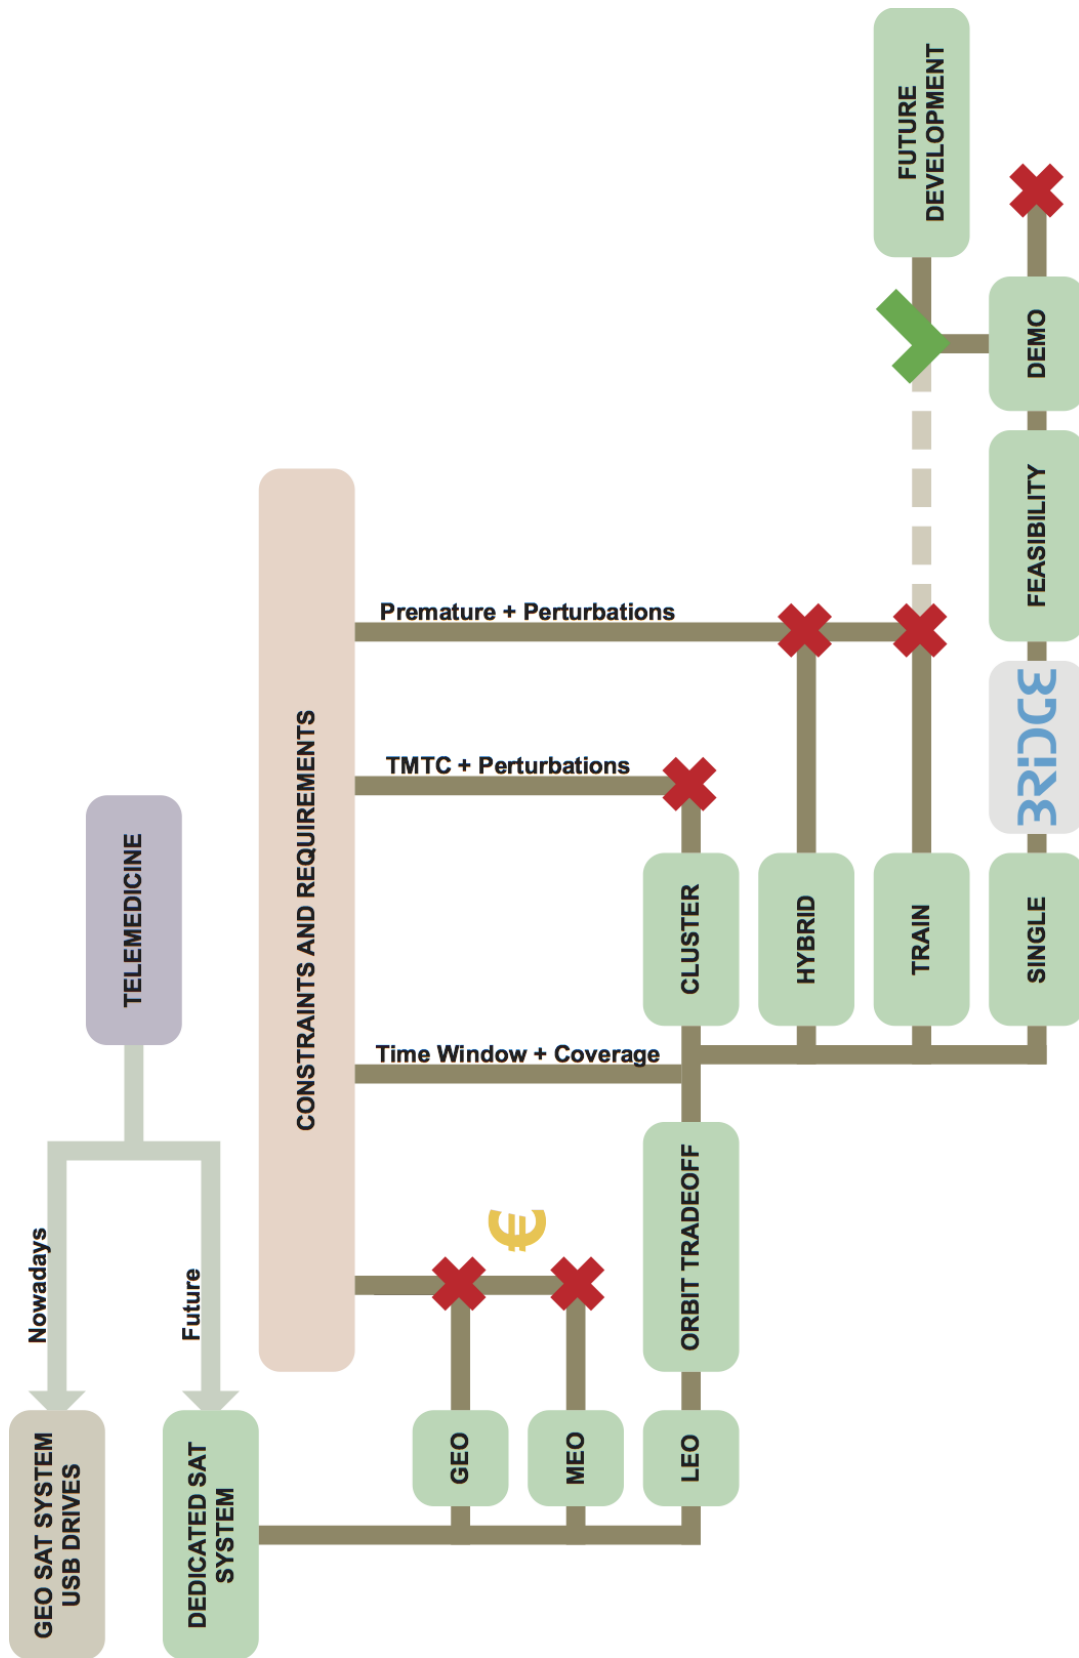 TELEMEDICINE
Nowadays
Future
GEO SAT SYSTEM
USB DRIVES
DEDICATED SAT
SYSTEM
CONSTRAINTS AND REQUIREMENTS
€
Time Window + Coverage
TMTC + Perturbations
Premature + Perturbations
GEO
MEO
LEO
ORBIT TRADEOFF
CLUSTER
HYBRID
TRAIN
SINGLE
BRiDGE
FEASIBILITY
DEMO
FUTURE
DEVELOPMENT